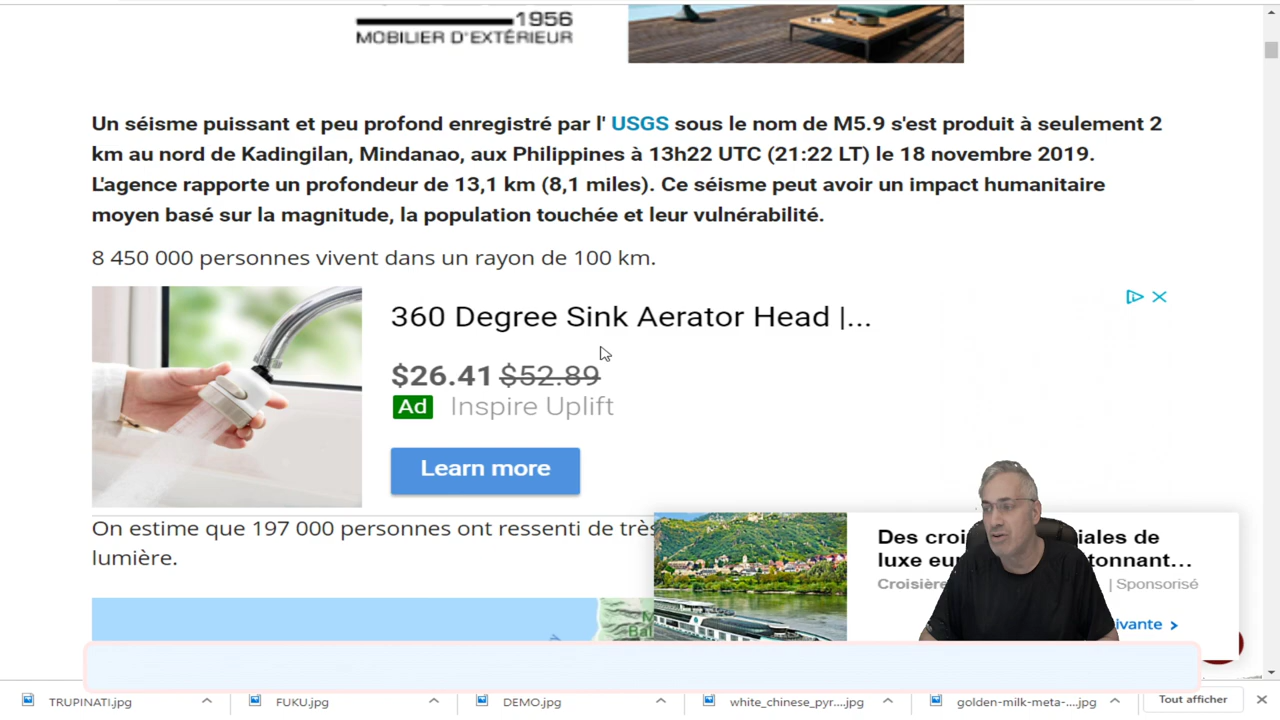 1956
MOBILIER D'EXTÉRIEUR
Un séisme puissant et peu profond enregistré par l' USGS sous le nom de M5.9 s'est produit à seulement 2
km au nord de Kadingilan, Mindanao, aux Philippines à 13h22 UTC (21:22 LT) le 18 novembre 2019.
L'agence rapporte un profondeur de 13,1 km (8,1 miles). Ce séisme peut avoir un impact humanitaire
moyen basé sur la magnitude, la population touchée et leur vulnérabilité.
8 450 000 personnes vivent dans un rayon de 100 km.
360 Degree Sink Aerator Head |...
$26.41 $52.89
Ad Inspire Uplift
Learn more
On estime que 197 000 personnes ont ressenti de très
lumière.
Des croi iales de
luxe eu tonnant...
Croisière | Sponsorisé
ivante >
TRUPINATI.jpg
FUKU.jpg
DEMO.jpg
white_chinese_pyr....jpg
golden-milk-meta-....jpg
Tout afficher